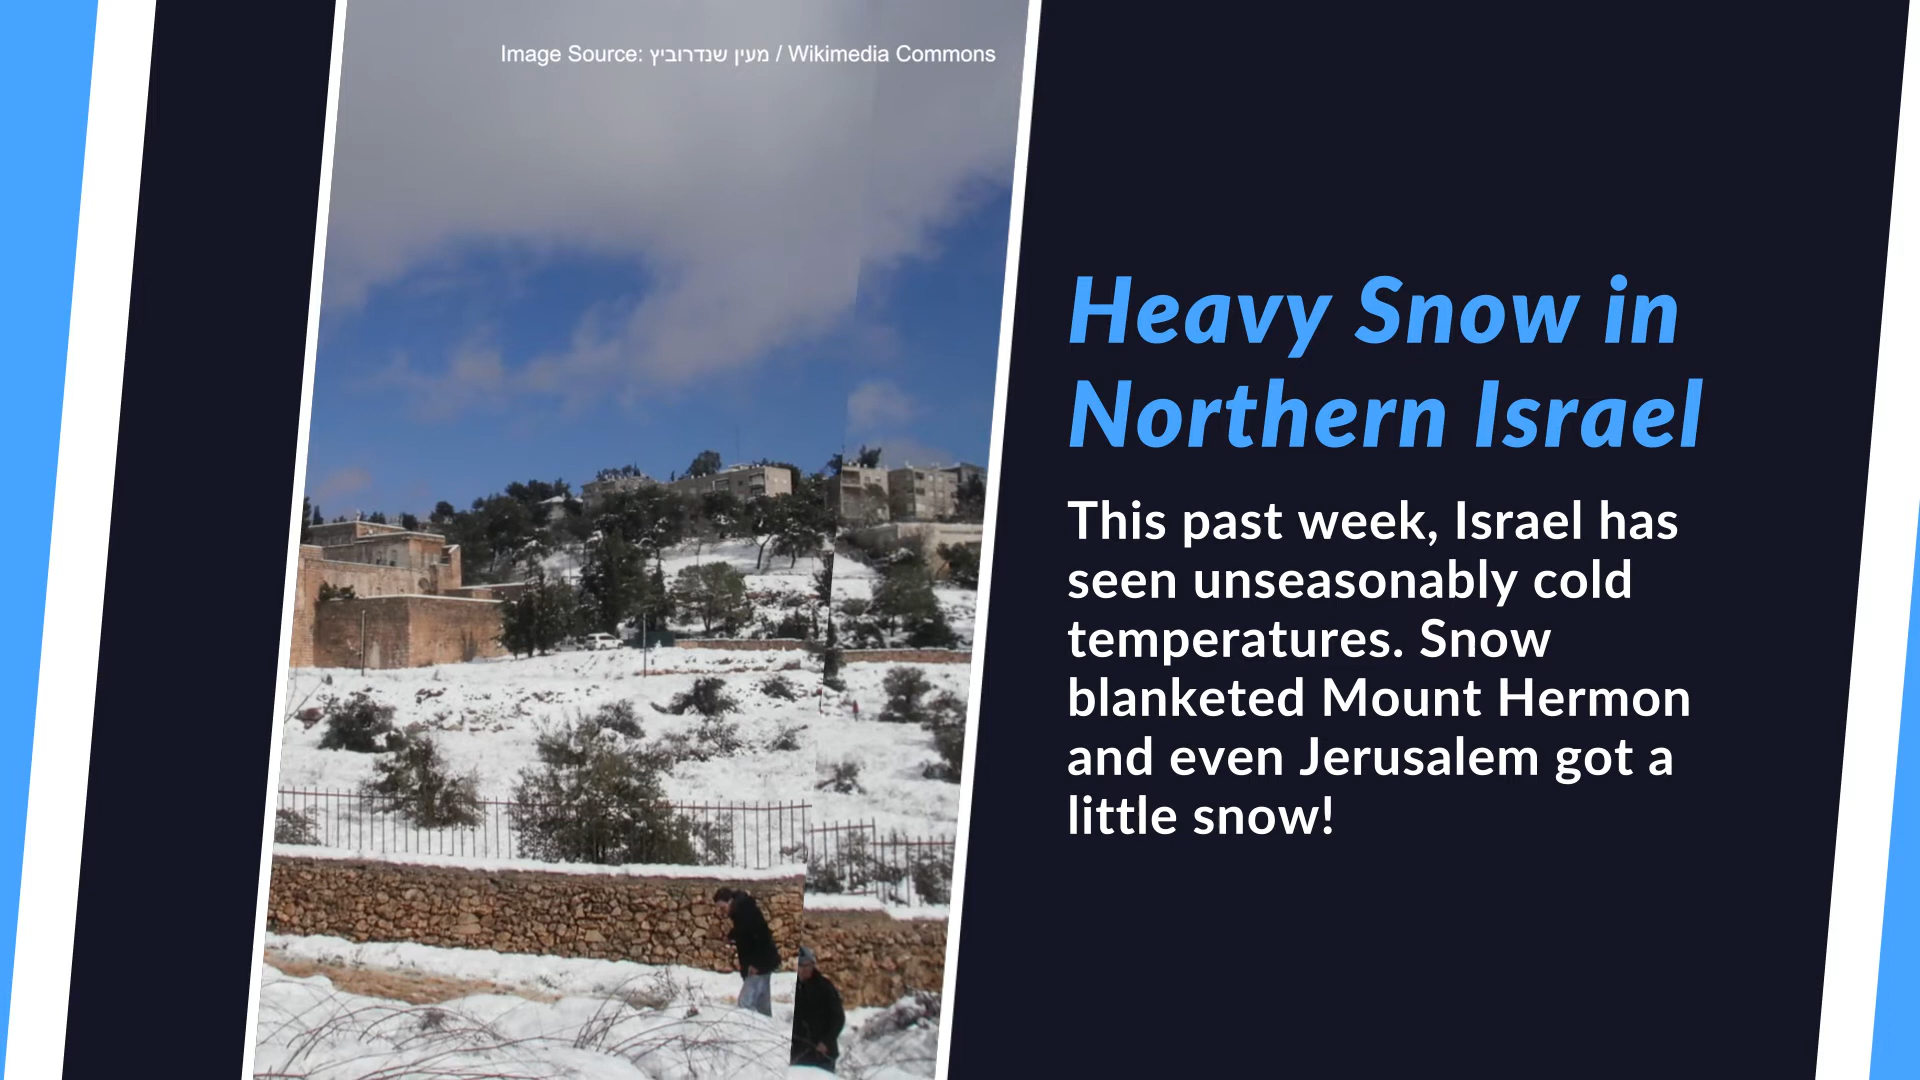 Image Source: מעין שנדרוביץ / Wikimedia Commons
Heavy Snow in
Northern Israel
This past week, Israel has
seen unseasonably cold
temperatures. Snow
blanketed Mount Hermon
and even Jerusalem got a
little snow!